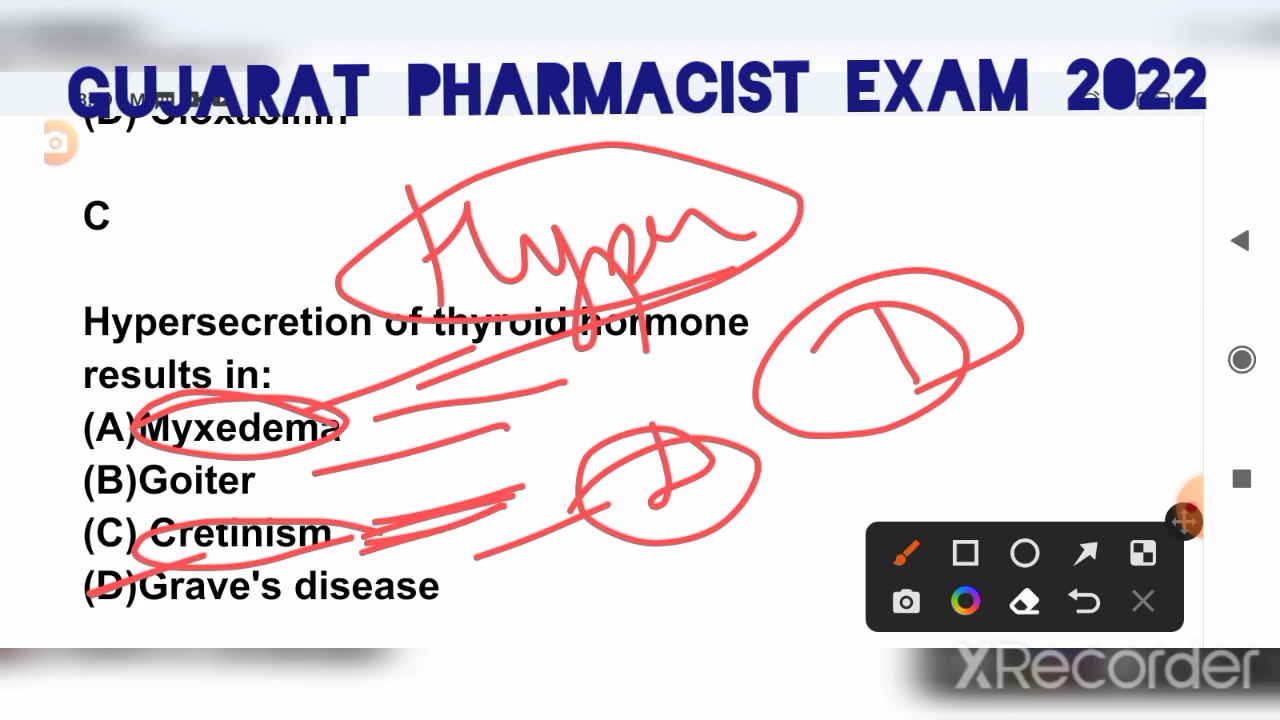 GUJARAT PHARMACIST EXAM 2022
C
Hyper
Hypersecretion of thyroid hormone
results in:
(A)Myxedema
(B)Goiter
(C) Cretinism
(D)Grave's disease
D
XRecorder